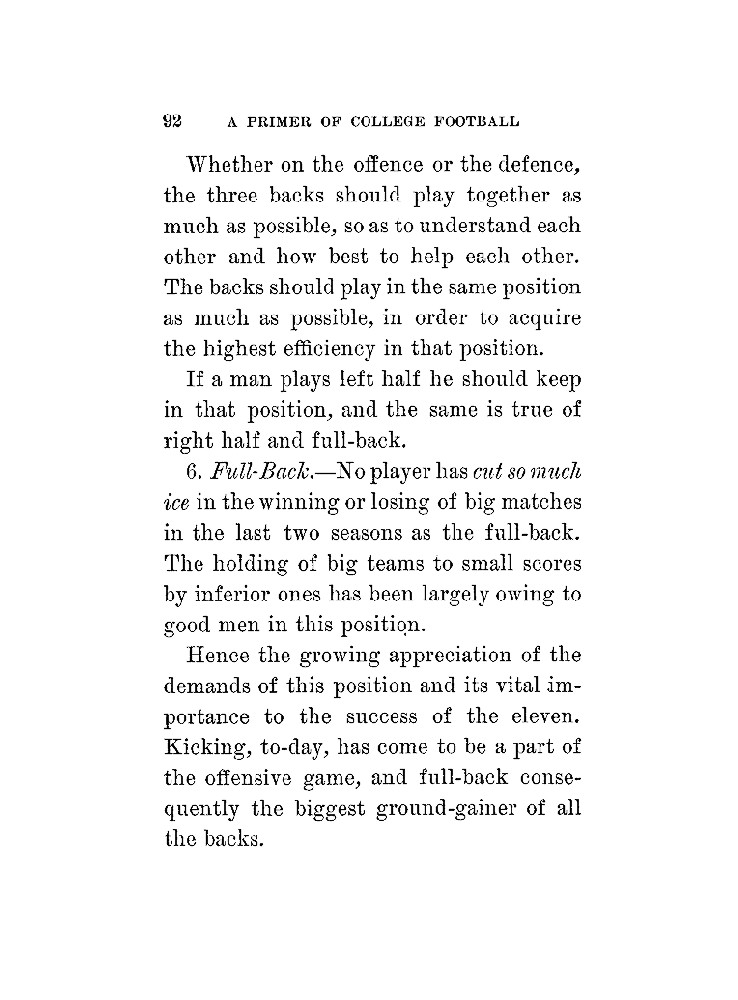 92 A PRIMER OF COLLEGE FOOTBALL
Whether on the offence or the defence,
the three backs should play together as
much as possible, so as to understand each
other and how best to help each other.
The backs should play in the same position
as much as possible, in order to acquire
the highest efficiency in that position.
If a man plays left half he should keep
in that position, and the same is true of
right half and full-back.
6. Full-Back.—No player has cut so much
ice in the winning or losing of big matches
in the last two seasons as the full-back.
The holding of big teams to small scores
by inferior ones has been largely owing to
good men in this position.
Hence the growing appreciation of the
demands of this position and its vital im-
portance to the success of the eleven.
Kicking, to-day, has come to be a part of
the offensive game, and full-back conse-
quently the biggest ground-gainer of all
the backs.